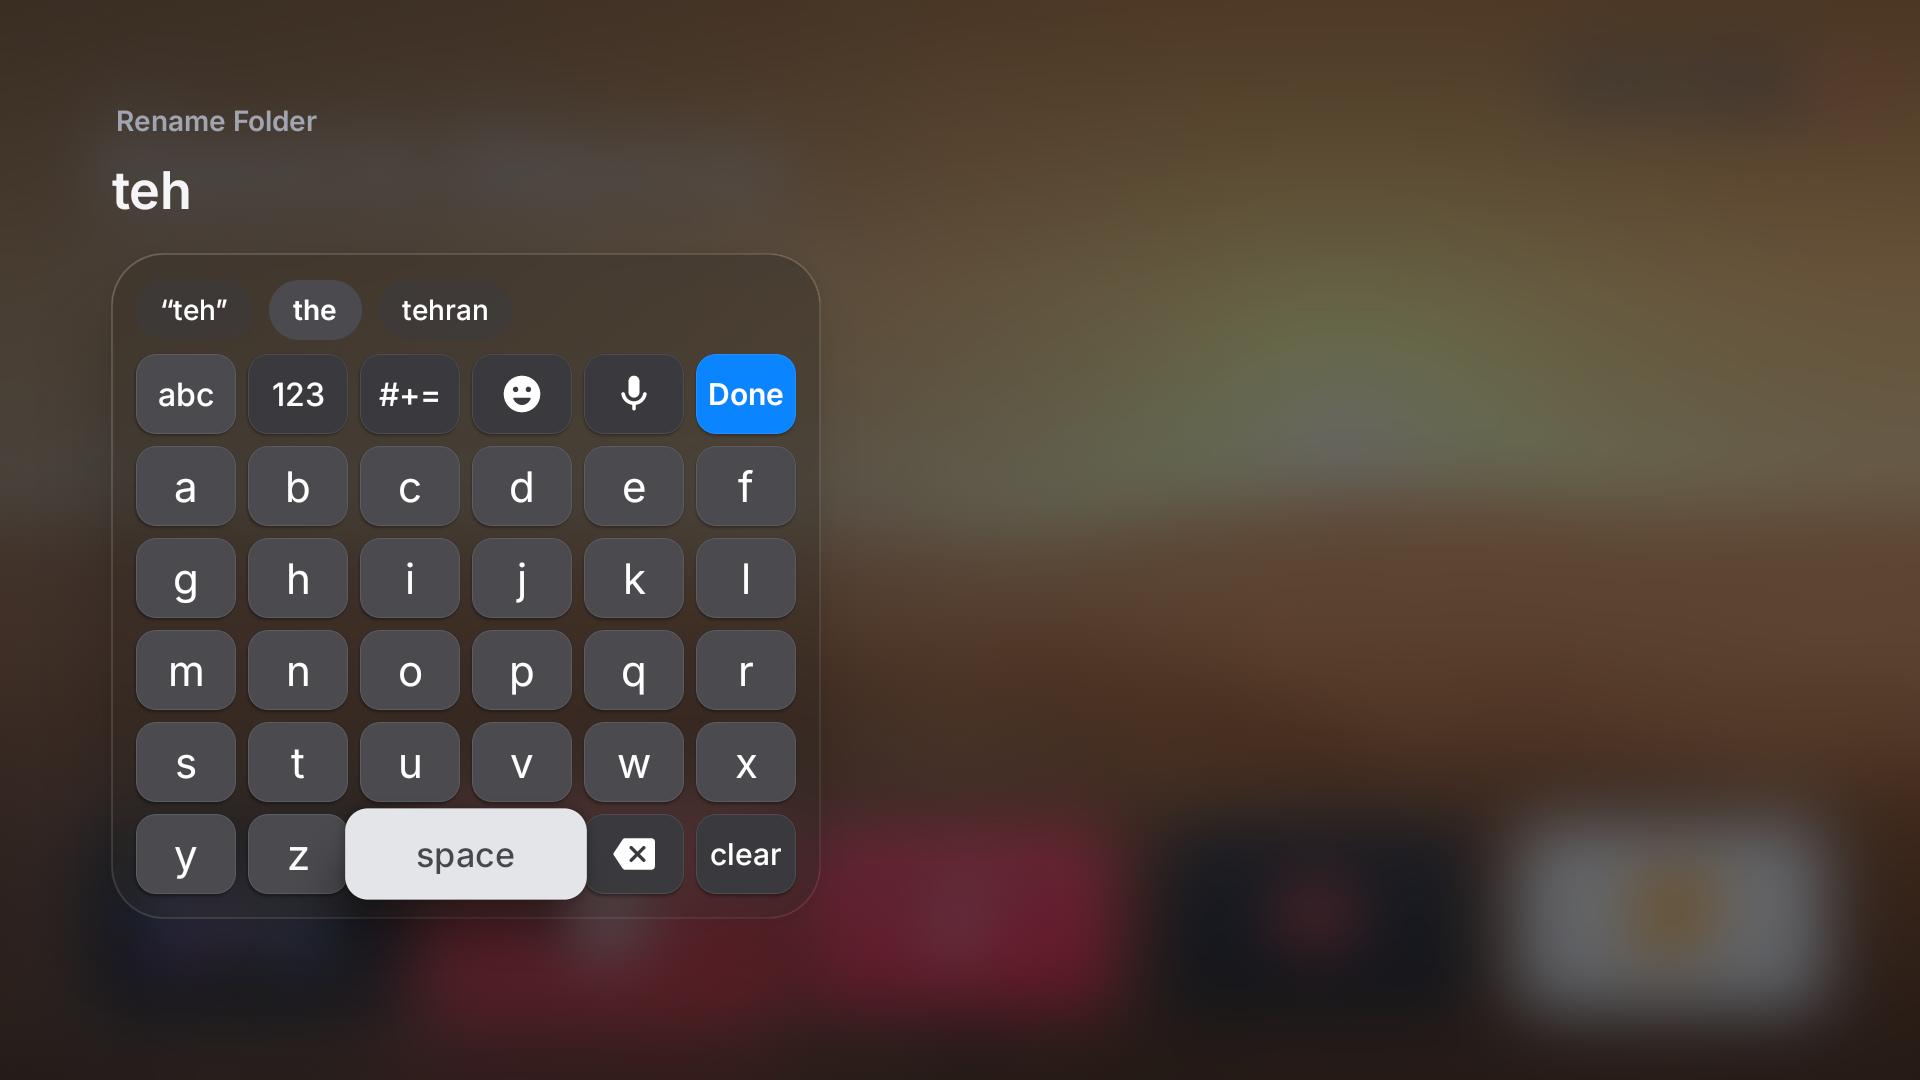 Rename Folder
teh
“teh” the tehran
abc 123 #+= Done
a b c d e f
g h i j k l
m n o p q r
s t u v w x
y z space clear